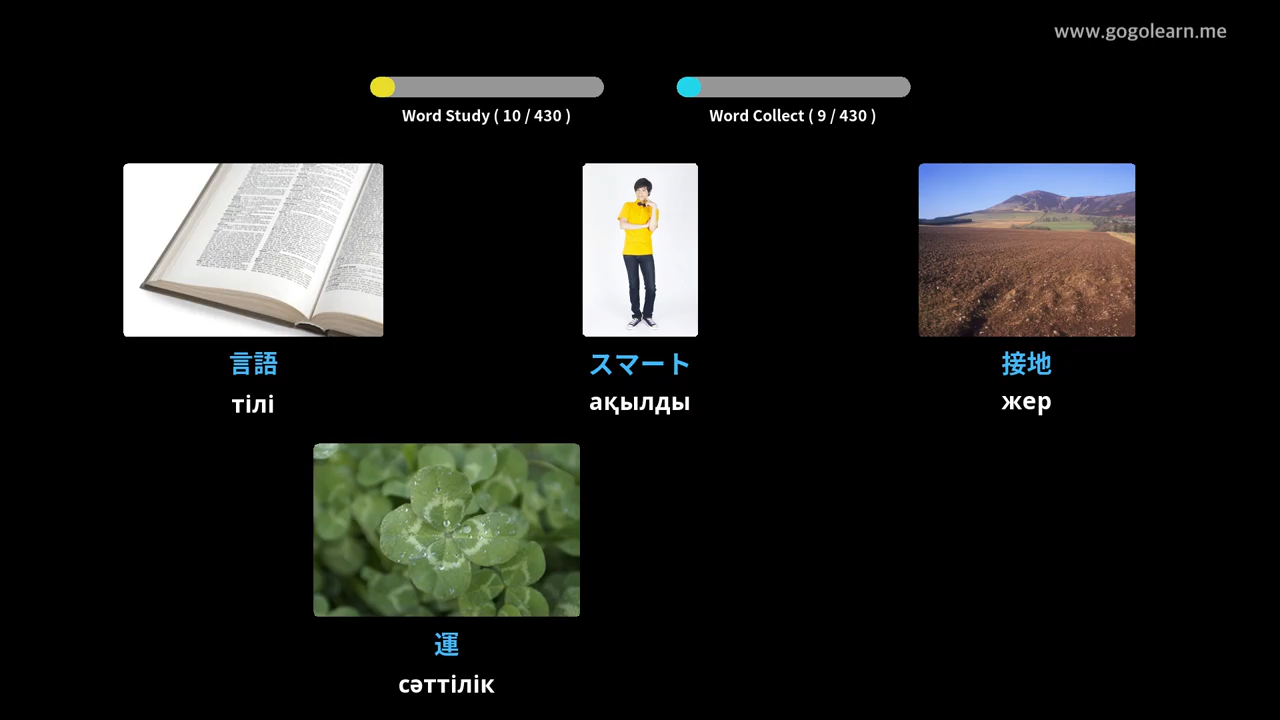 www.gogolearn.me
Word Study ( 10 / 430 )
Word Collect ( 9 / 430 )
言語
スマート
接地
тілі
ақылды
жер
運
сәттілік